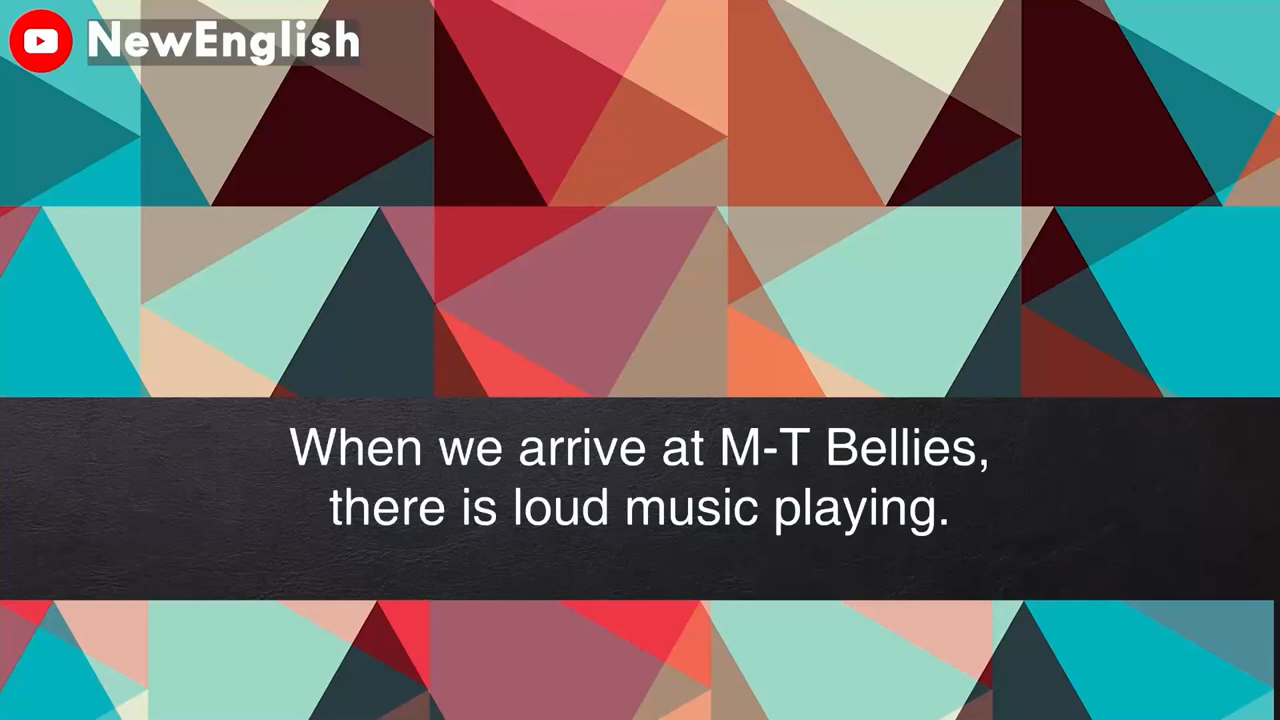 NewEnglish
When we arrive at M-T Bellies,
there is loud music playing.